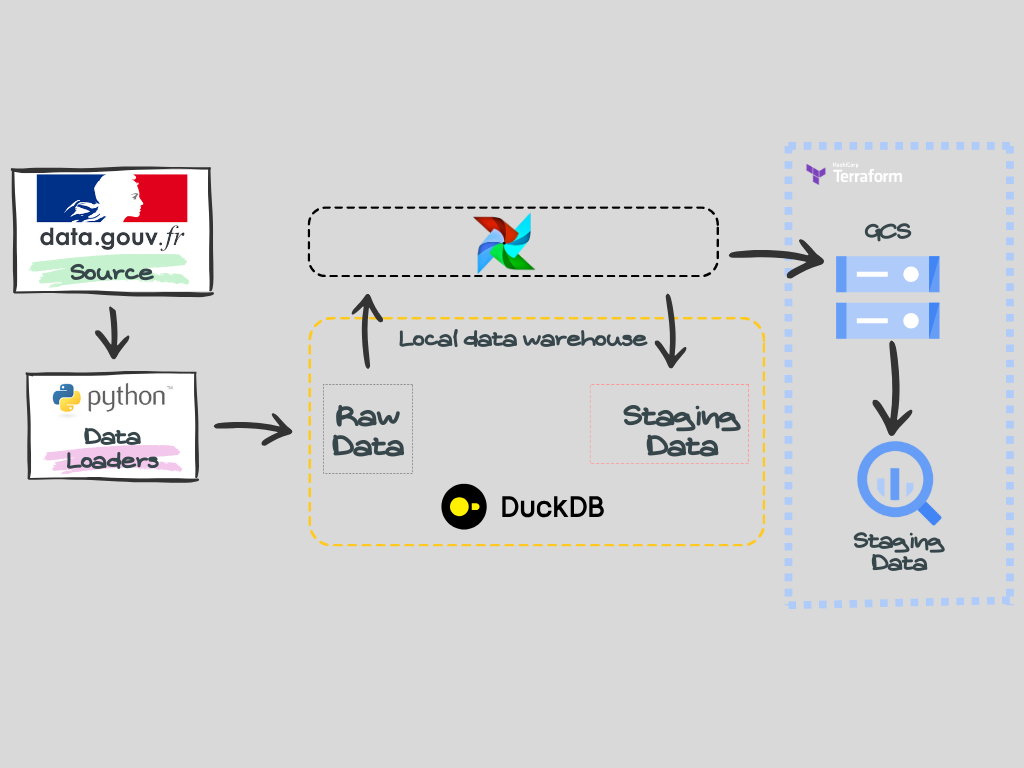 data.gouv.fr
Source
python™
Data
Loaders
Local data warehouse
Raw
Data
Staging
Data
DuckDB
HashiCorp
Terraform
GCS
Staging
Data